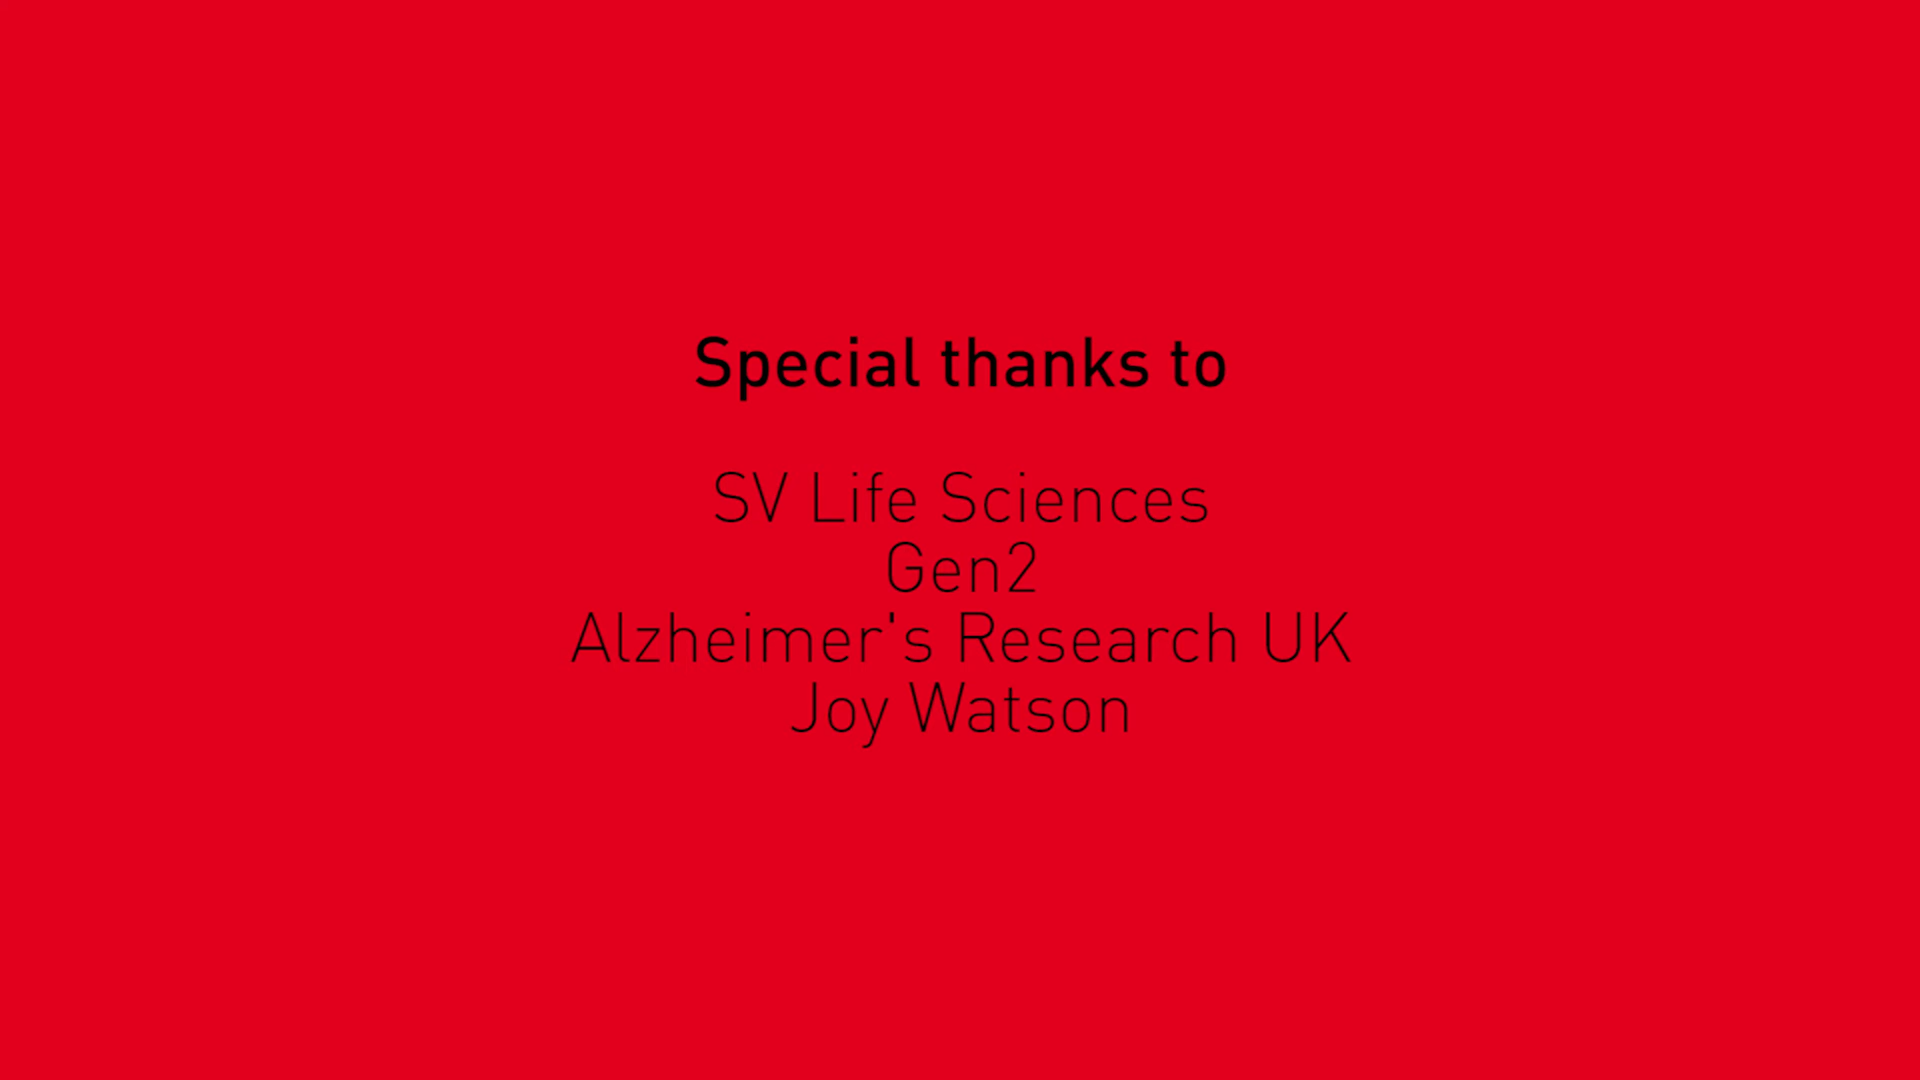 Special thanks to
SV Life Sciences
Gen2
Alzheimer's Research UK
Joy Watson